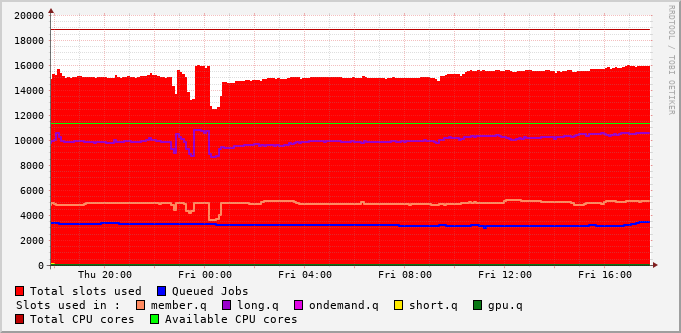 RRDTOOL / TOBI OETIKER
20000
18000
16000
14000
12000
10000
8000
6000
4000
2000
0
Thu 20:00 Fri 00:00 Fri 04:00 Fri 08:00 Fri 12:00 Fri 16:00
Total slots used Queued Jobs
Slots used in : member.q long.q ondemand.q short.q gpu.q
Total CPU cores Available CPU cores